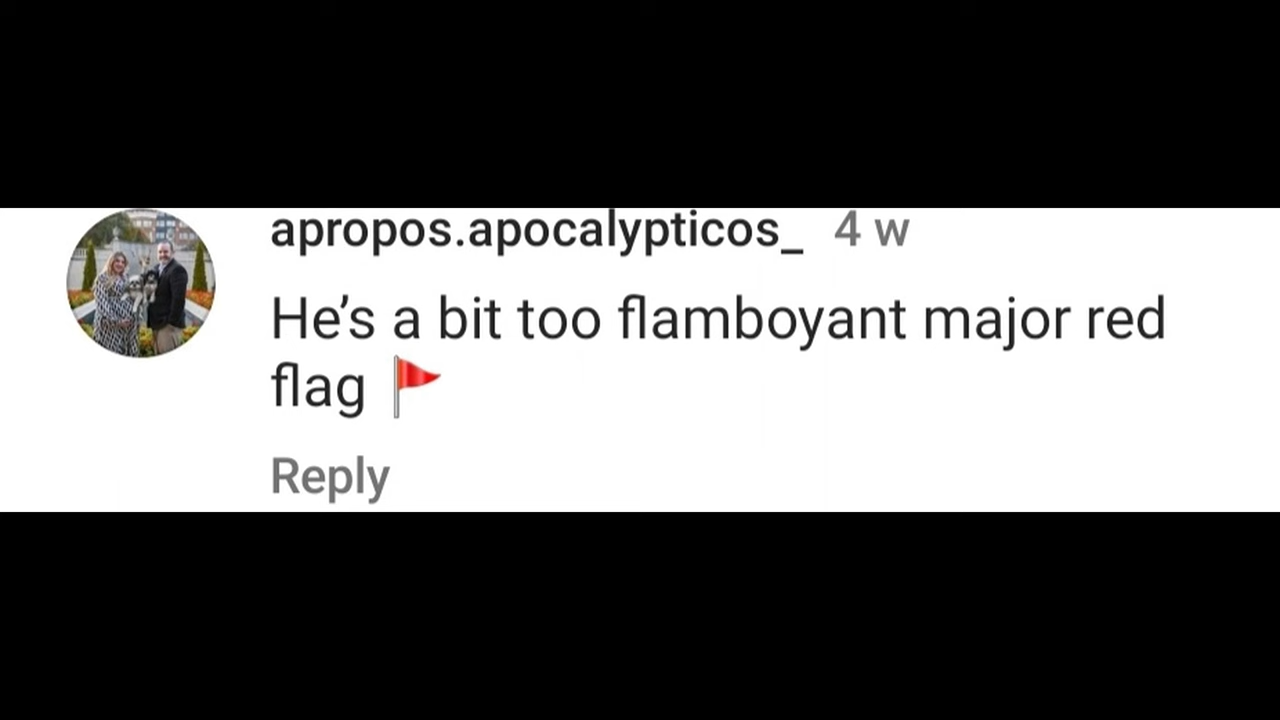 apropos.apocalypticos_ 4 w
He’s a bit too flamboyant major red
flag 🚩
Reply